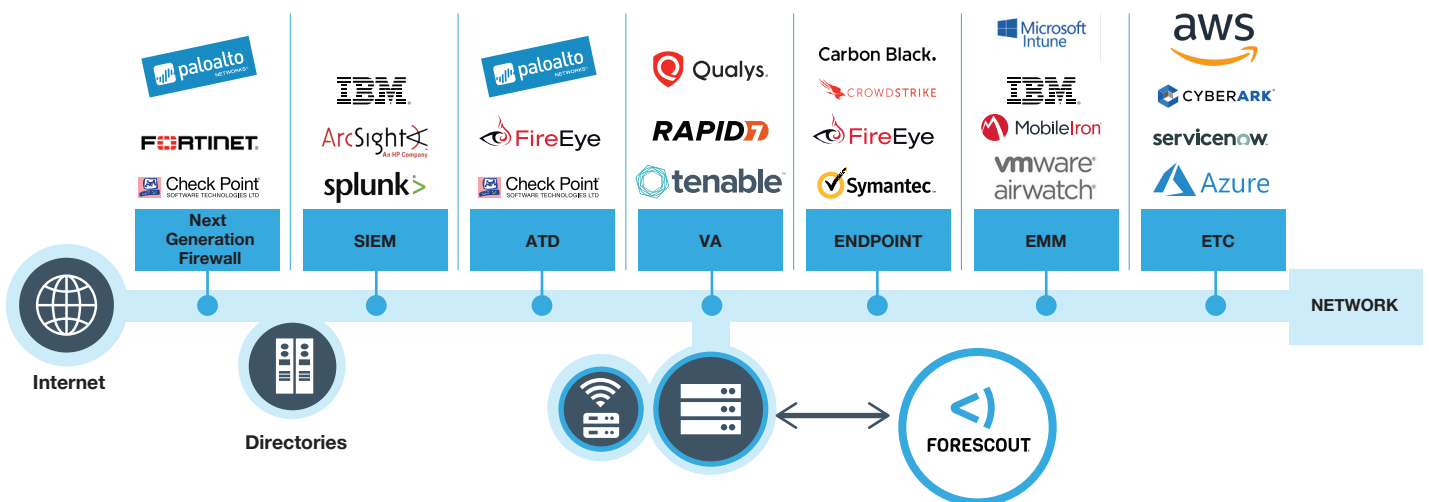 paloalto
NETWORKS®
FORTINET®
Check Point
SOFTWARE TECHNOLOGIES LTD
Next
Generation
Firewall
IBM®
ArcSight
An HP Company
splunk>
SIEM
paloalto
NETWORKS®
FireEye
Check Point
SOFTWARE TECHNOLOGIES LTD
ATD
Qualys.
RAPID7
tenable™
VA
Carbon Black.
CROWDSTRIKE
FireEye
Symantec.
ENDPOINT
Microsoft
Intune
IBM®
MobileIron
vmware®
airwatch®
EMM
aws
CYBERARK®
servicenow
Azure
ETC
NETWORK
Internet
Directories
FORESCOUT